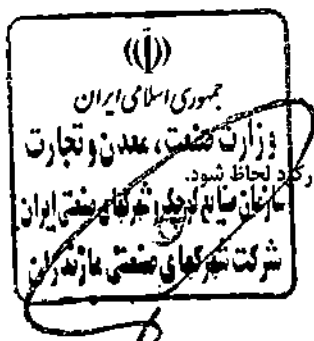 جمهوری اسلامی ایران
وزارت صنعت، معدن و تجارت
رکرد لحاظ شود.
سازمان صنایع کوچک و شهرکهای صنعتی ایران
شرکت شهرکهای صنعتی مازندران